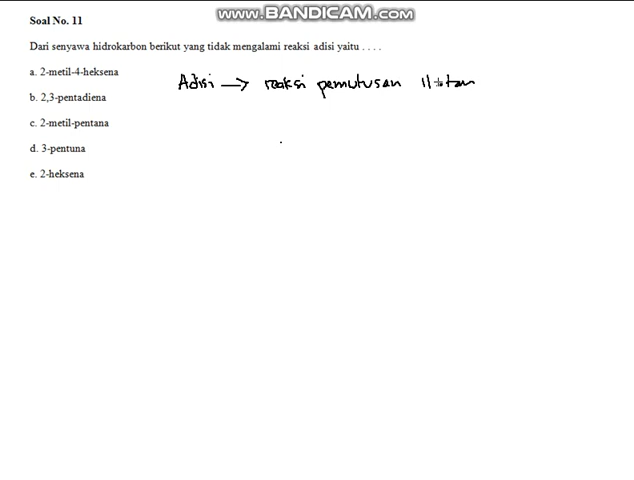 www.BANDICAM.com
Soal No. 11
Dari senyawa hidrokarbon berikut yang tidak mengalami reaksi adisi yaitu . . . .
a. 2-metil-4-heksena
Adisi → reaksi pemutusan
b. 2,3-pentadiena
c. 2-metil-pentana
d. 3-pentuna
e. 2-heksena